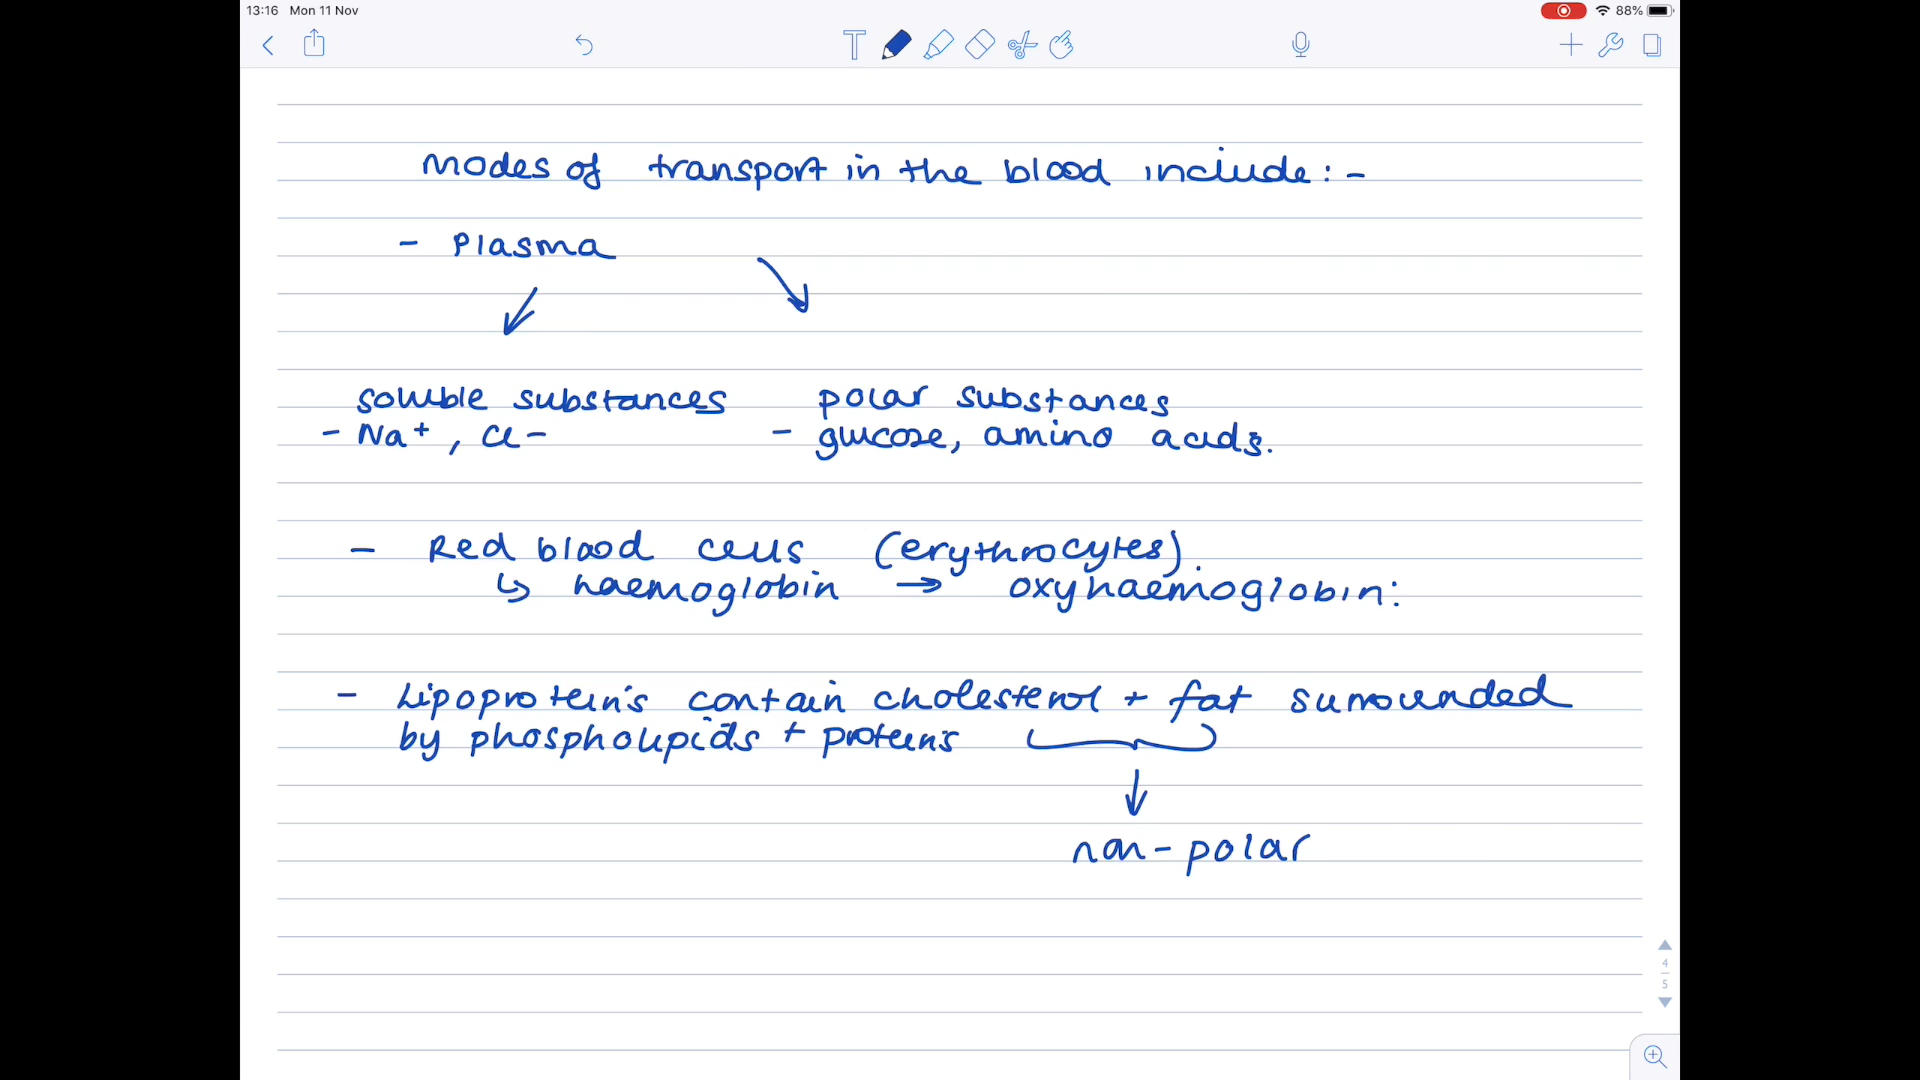 13:16 Mon 11 Nov 88%
T
Modes of transport in the blood include:-
- Plasma
soluble substances polar substances
- Na+, Cl- - glucose, amino acids.
- Red blood cells (erythrocytes).
↳ haemoglobin → oxyhaemoglobin:
- Lipoproteins contain cholesterol + fat surrounded
by phospholipids + proteins
non-polar
4
5